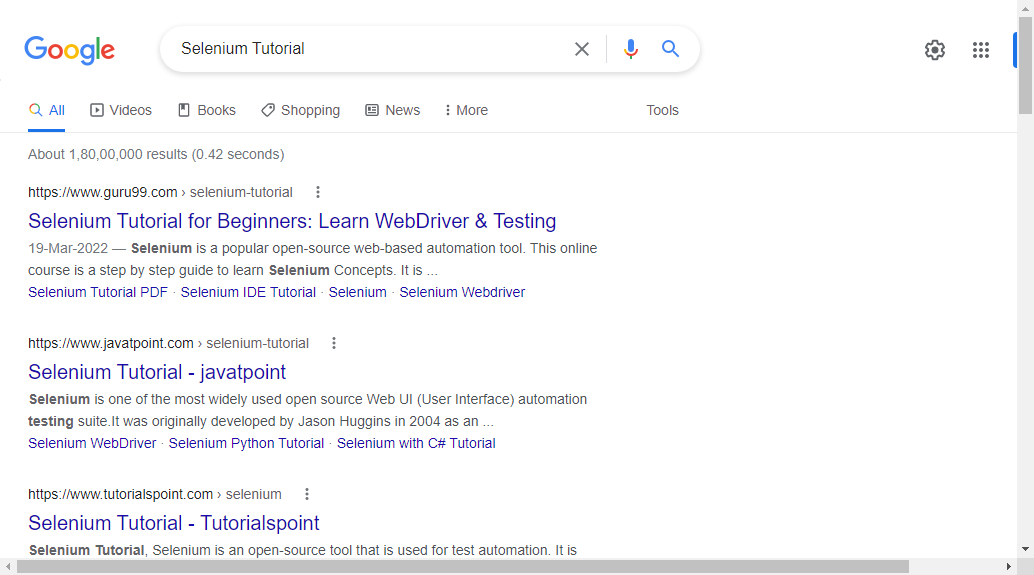 Google
Selenium Tutorial
All Videos Books Shopping News More Tools
About 1,80,00,000 results (0.42 seconds)
https://www.guru99.com › selenium-tutorial
Selenium Tutorial for Beginners: Learn WebDriver & Testing
19-Mar-2022 — Selenium is a popular open-source web-based automation tool. This online
course is a step by step guide to learn Selenium Concepts. It is ...
Selenium Tutorial PDF · Selenium IDE Tutorial · Selenium · Selenium Webdriver
https://www.javatpoint.com › selenium-tutorial
Selenium Tutorial - javatpoint
Selenium is one of the most widely used open source Web UI (User Interface) automation
testing suite.It was originally developed by Jason Huggins in 2004 as an ...
Selenium WebDriver · Selenium Python Tutorial · Selenium with C# Tutorial
https://www.tutorialspoint.com › selenium
Selenium Tutorial - Tutorialspoint
Selenium Tutorial, Selenium is an open-source tool that is used for test automation. It is